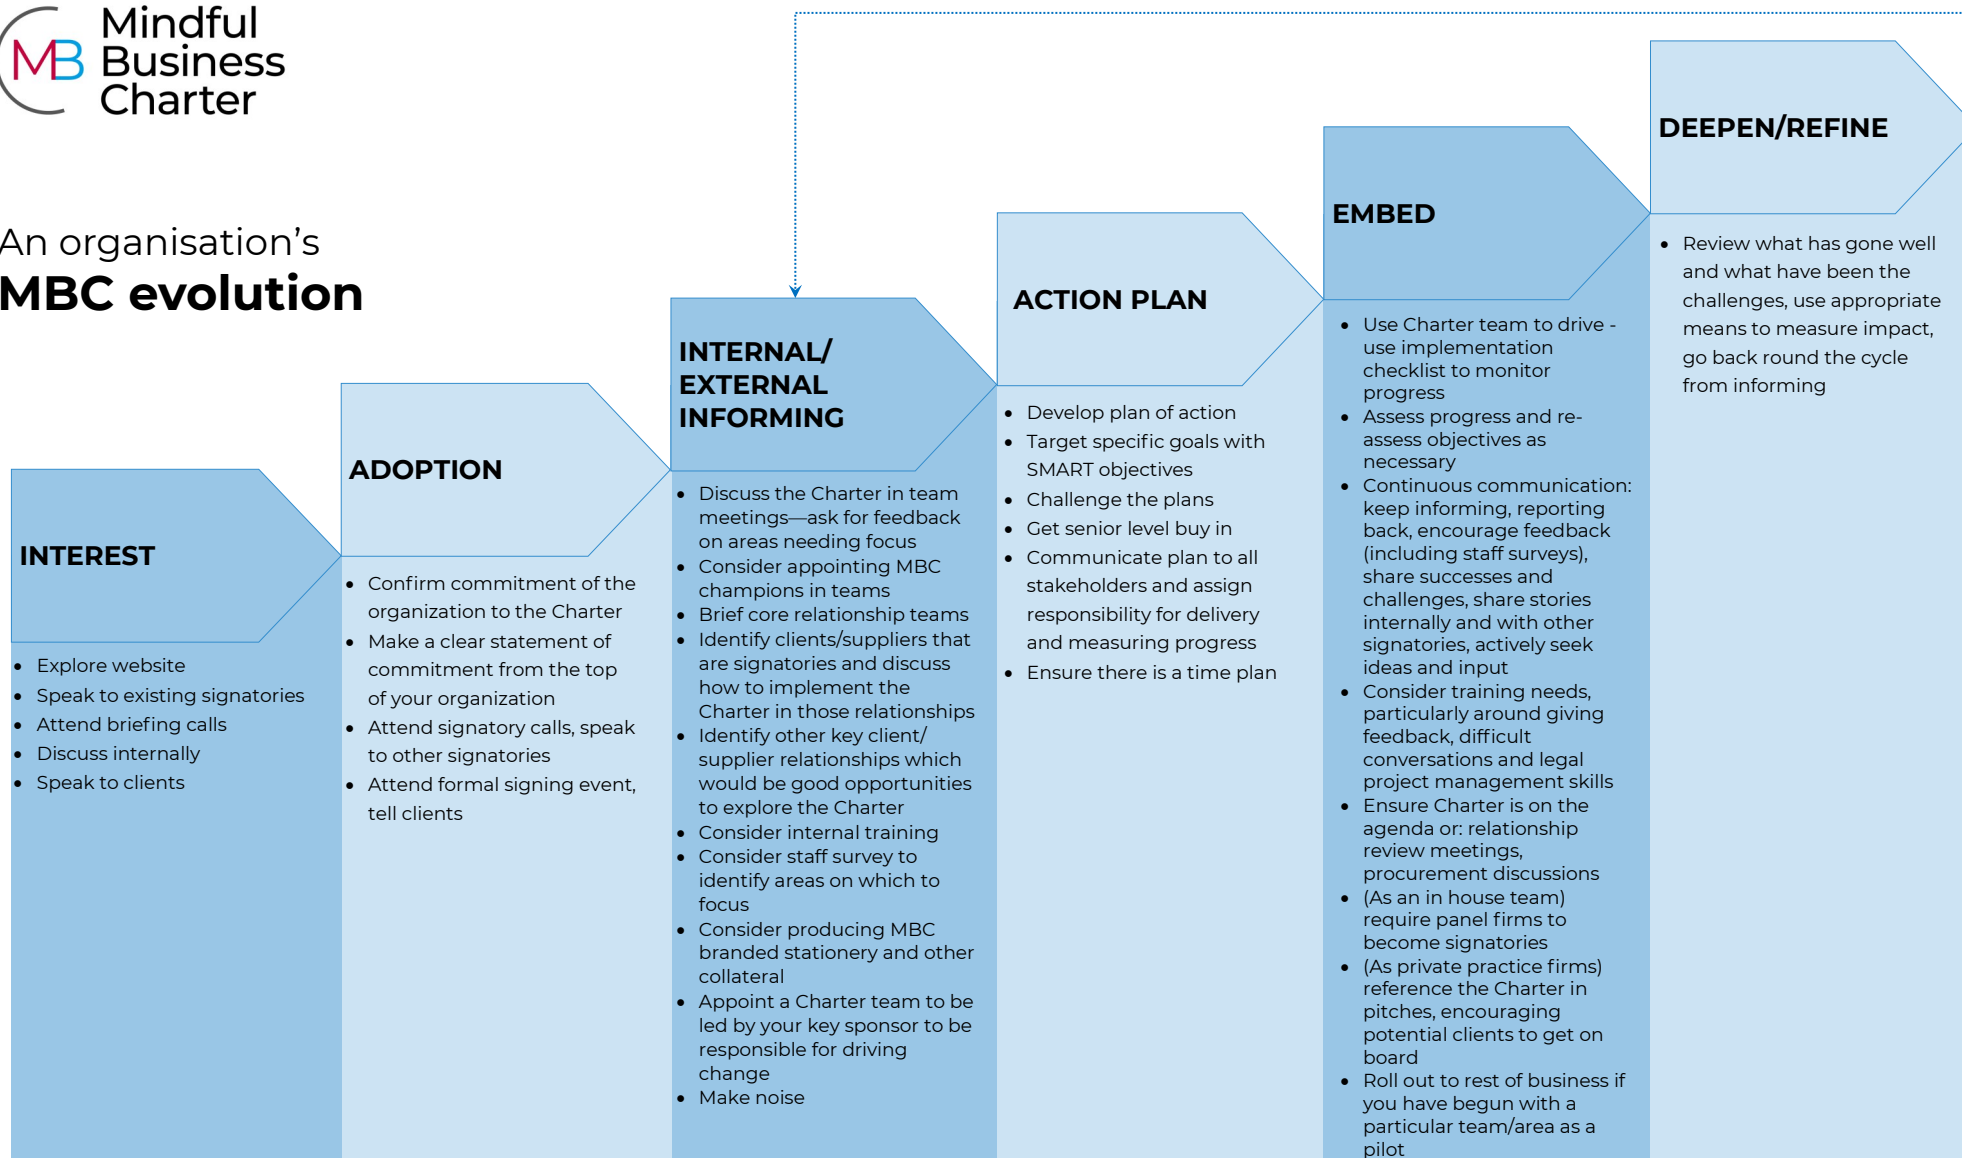 Mindful
Business
Charter
MB
An organisation's
MBC evolution
INTEREST
• Explore website
• Speak to existing signatories
• Attend briefing calls
• Discuss internally
• Speak to clients
ADOPTION
• Confirm commitment of the
organization to the Charter
• Make a clear statement of
commitment from the top
of your organization
• Attend signatory calls, speak
to other signatories
• Attend formal signing event,
tell clients
INTERNAL/
EXTERNAL
INFORMING
• Discuss the Charter in team
meetings—ask for feedback
on areas needing focus
• Consider appointing MBC
champions in teams
• Brief core relationship teams
• Identify clients/suppliers that
are signatories and discuss
how to implement the
Charter in those relationships
• Identify other key client/
supplier relationships which
would be good opportunities
to explore the Charter
• Consider internal training
• Consider staff survey to
identify areas on which to
focus
• Consider producing MBC
branded stationery and other
collateral
• Appoint a Charter team to be
led by your key sponsor to be
responsible for driving
change
• Make noise
ACTION PLAN
• Develop plan of action
• Target specific goals with
SMART objectives
• Challenge the plans
• Get senior level buy in
• Communicate plan to all
stakeholders and assign
responsibility for delivery
and measuring progress
• Ensure there is a time plan
EMBED
• Use Charter team to drive -
use implementation
checklist to monitor
progress
• Assess progress and re-
assess objectives as
necessary
• Continuous communication:
keep informing, reporting
back, encourage feedback
(including staff surveys),
share successes and
challenges, share stories
internally and with other
signatories, actively seek
ideas and input
• Consider training needs,
particularly around giving
feedback, difficult
conversations and legal
project management skills
• Ensure Charter is on the
agenda or: relationship
review meetings,
procurement discussions
• (As an in house team)
require panel firms to
become signatories
• (As private practice firms)
reference the Charter in
pitches, encouraging
potential clients to get on
board
• Roll out to rest of business if
you have begun with a
particular team/area as a
pilot
DEEPEN/REFINE
• Review what has gone well
and what have been the
challenges, use appropriate
means to measure impact,
go back round the cycle
from informing